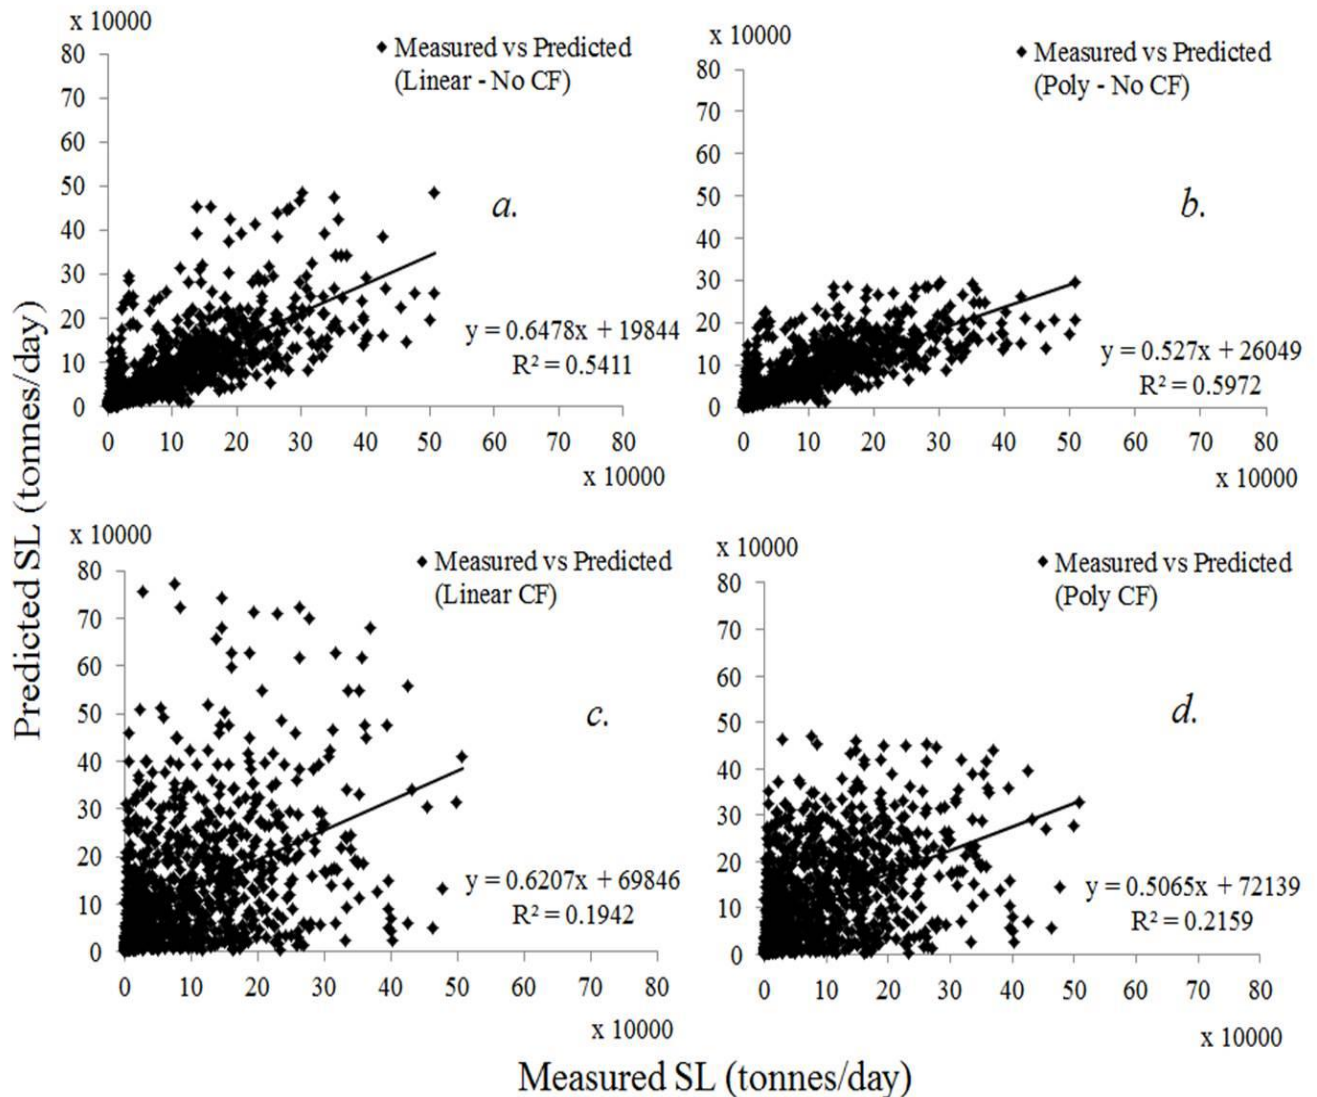 Predicted SL (tonnes/day)
x 10000
Measured vs Predicted
(Linear - No CF)
80
70
60
50
40
30
20
10
0
a.
y = 0.6478x + 19844
R² = 0.5411
0 10 20 30 40 50 60 70 80
x 10000
x 10000
Measured vs Predicted
(Poly - No CF)
80
70
60
50
40
30
20
10
0
b.
y = 0.527x + 26049
R² = 0.5972
0 10 20 30 40 50 60 70 80
x 10000
x 10000
Measured vs Predicted
(Linear CF)
80
70
60
50
40
30
20
10
0
c.
y = 0.6207x + 69846
R² = 0.1942
0 10 20 30 40 50 60 70 80
x 10000
x 10000
Measured vs Predicted
(Poly CF)
80
70
60
50
40
30
20
10
0
d.
y = 0.5065x + 72139
R² = 0.2159
0 10 20 30 40 50 60 70 80
x 10000
Measured SL (tonnes/day)